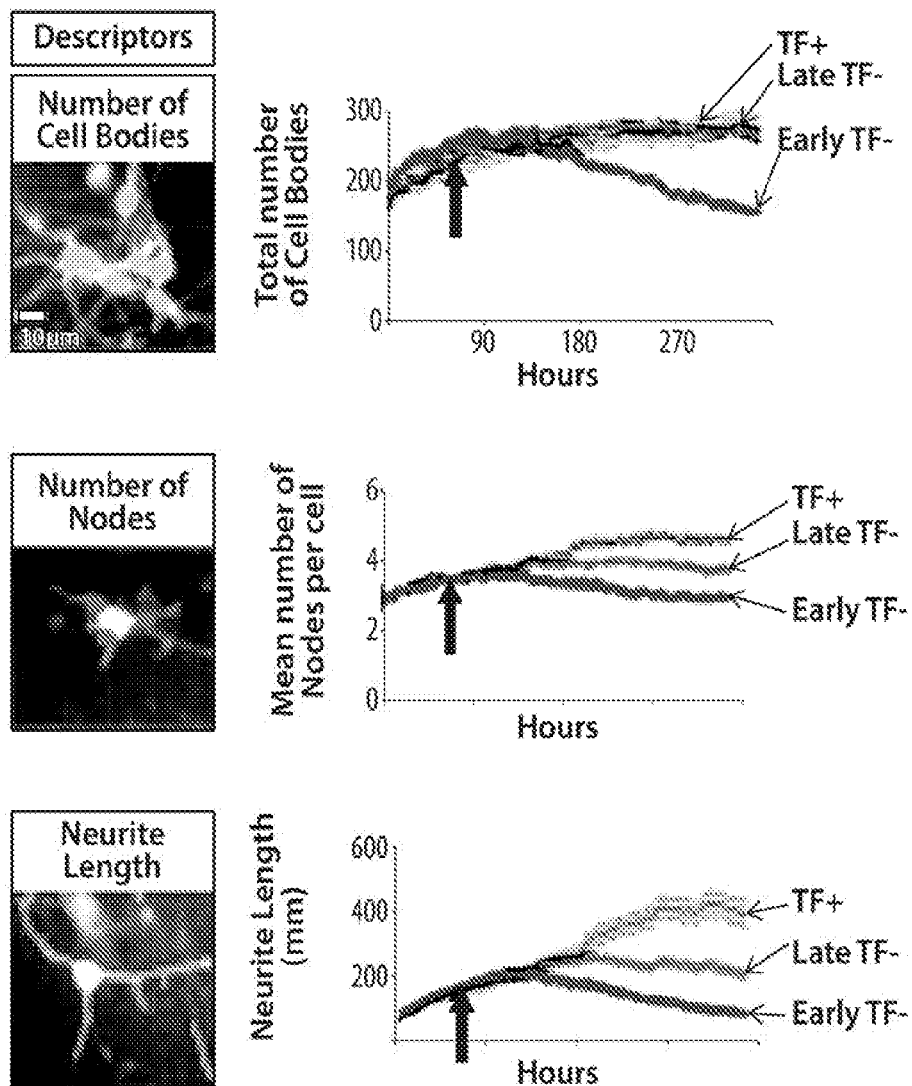 Descriptors
Number of
Cell Bodies
10μm
Total number
of Cell Bodies
300
200
100
0
90
180
270
Hours
TF+
Late TF-
Early TF-
Number of
Nodes
Mean number of
Nodes per cell
6
4
2
0
Hours
TF+
Late TF-
Early TF-
Neurite
Length
Neurite Length
(mm)
600
400
200
Hours
TF+
Late TF-
Early TF-